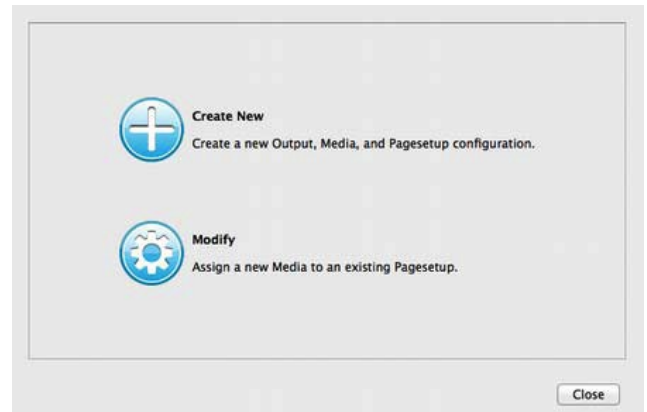 Create New
Create a new Output, Media, and Pagesetup configuration.
Modify
Assign a new Media to an existing Pagesetup.
Close